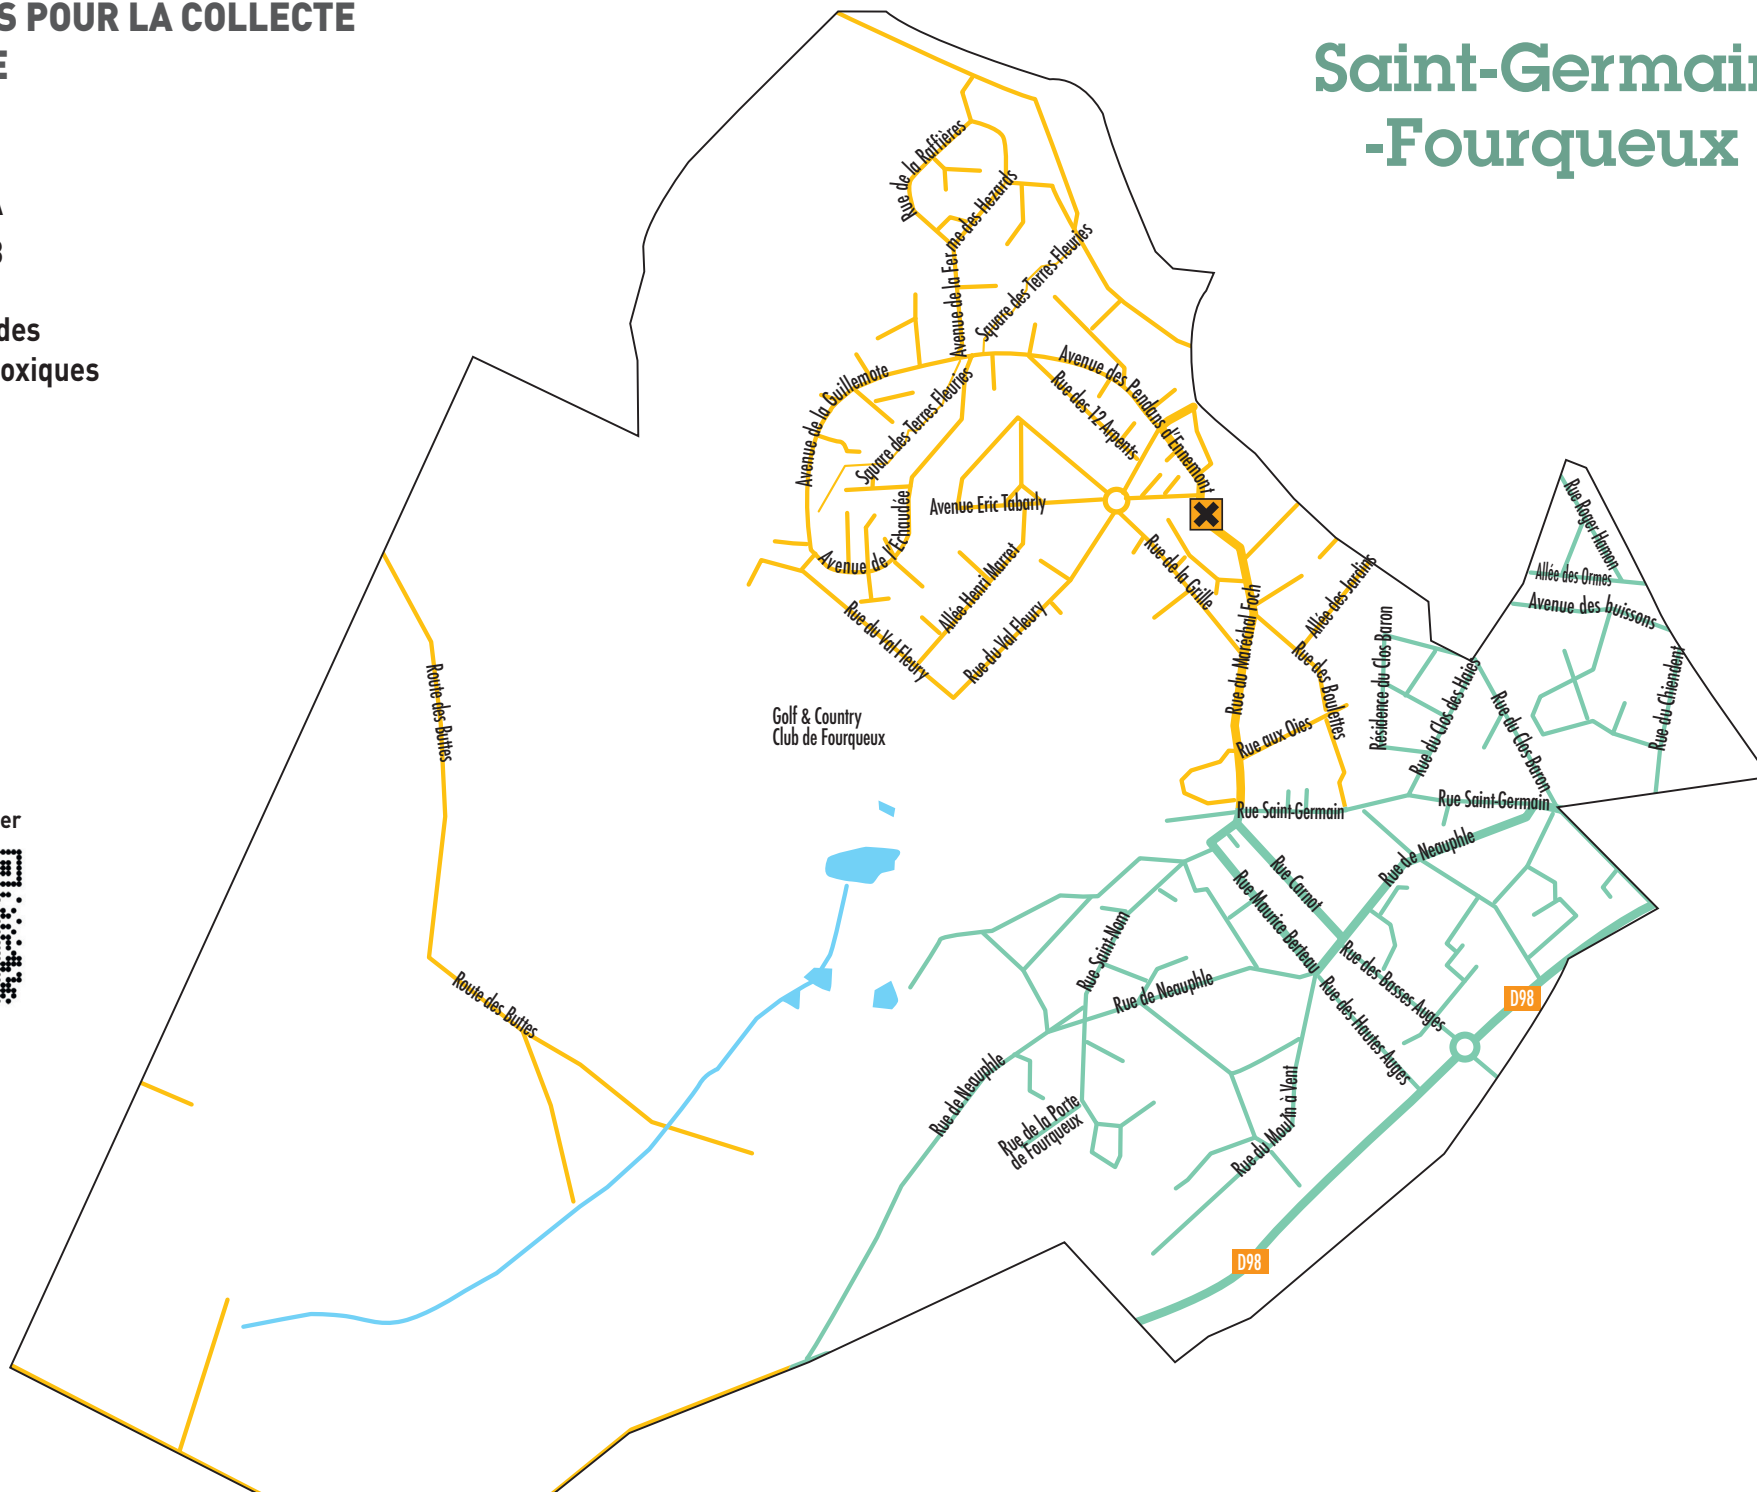 S POUR LA COLLECTE
E
Saint-Germain
-Fourqueux
des
oxiques
er
Rue de la Raffières
Avenue de la Ferme des Hezards
Square des Terres Fleuries
Avenue de la Guillemote
Square des Terres Fleuries
Avenue des Pendans d'Ennemont
Rue des 12 Arpents
Avenue Eric Tabarly
Avenue de l'Echaudée
Rue du Val Fleury
Allée Henri Marret
Rue du Val Fleury
Rue de la Grille
Rue du Maréchal Foch
Allée des Jardins
Rue des Boulettes
Rue aux Oies
Golf & Country
Club de Fourqueux
Route des Buttes
Route des Buttes
Rue Roger Hamon
Allée des Ormes
Avenue des buissons
Rue du Chiendent
Résidence du Clos Baron
Rue du Clos des Haies
Rue du Clos Baron
Rue Saint-Germain
Rue Saint-Germain
Rue de Neauphle
Rue Carnot
Rue Maurice Berteau
Rue des Basses Auges
Rue des Hautes Auges
Rue Saint-Nom
Rue de Neauphle
Rue de Neauphle
Rue de la Porte
de Fourqueux
Rue du Moulin à Vent
D98
D98